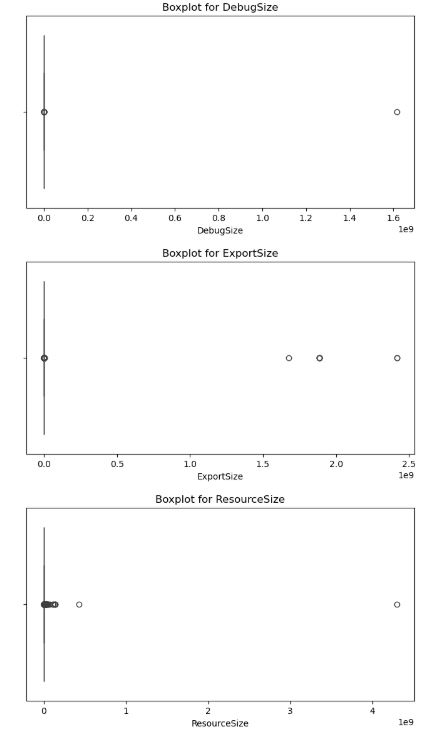 Boxplot for DebugSize
0.0 0.2 0.4 0.6 0.8 1.0 1.2 1.4 1.6
1e9
DebugSize
Boxplot for ExportSize
0.0 0.5 1.0 1.5 2.0 2.5
1e9
ExportSize
Boxplot for ResourceSize
0 1 2 3 4
1e9
ResourceSize